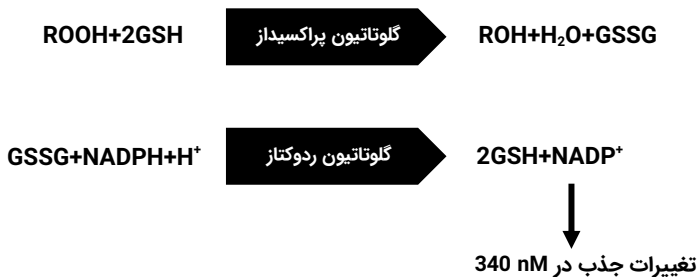 ROOH+2GSH گلوتاتیون پراکسیداز ROH+H₂O+GSSG
GSSG+NADPH+H⁺ گلوتاتیون ردوکتاز 2GSH+NADP⁺
تغییرات جذب در 340 nM